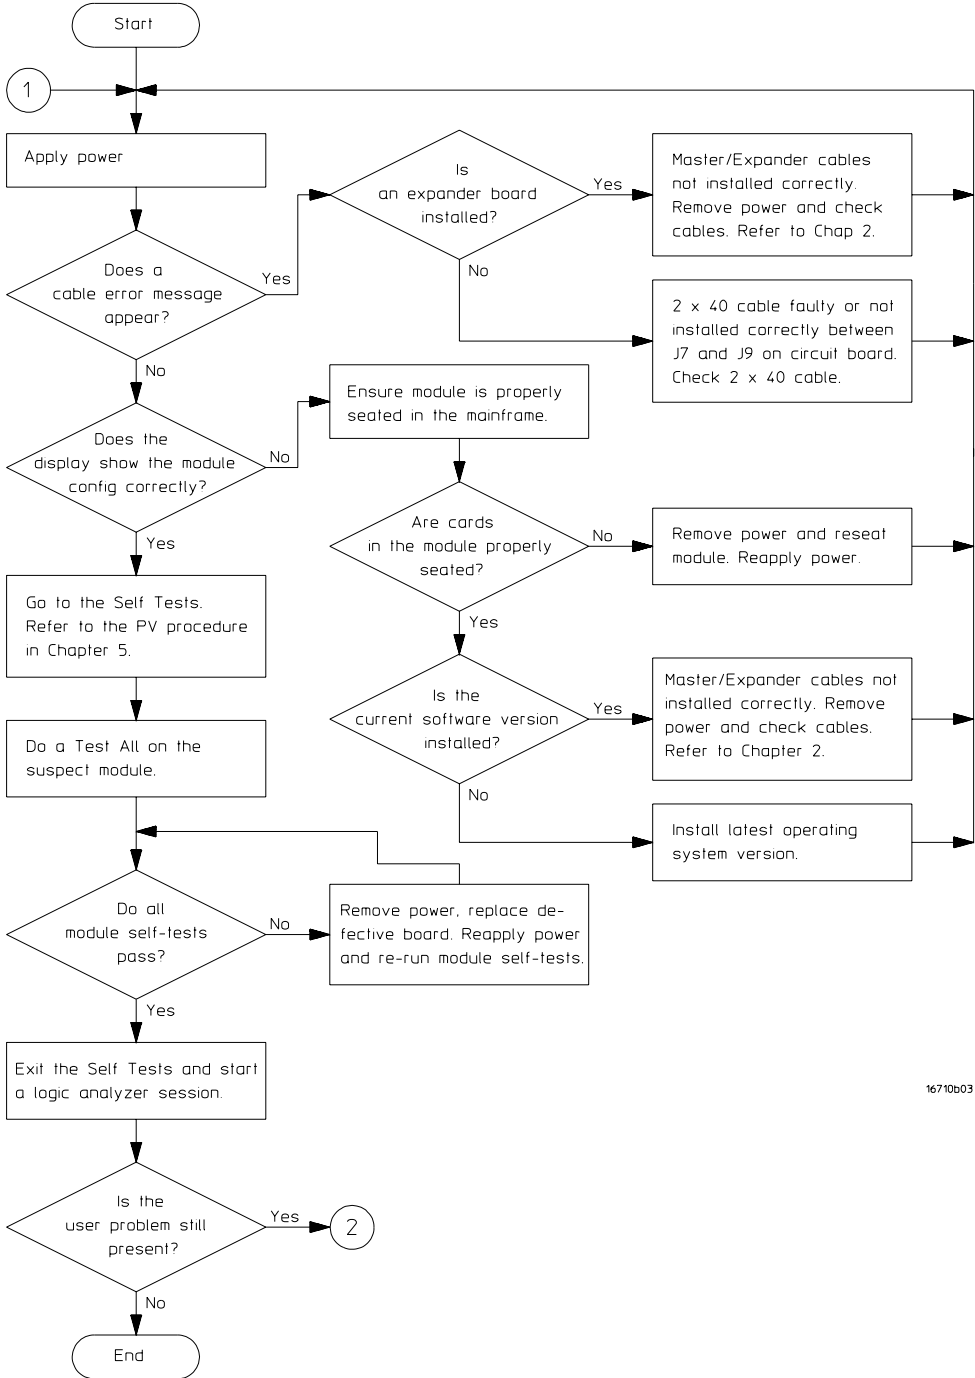 Start
1
Apply power
Does a
cable error message
appear?
Yes
No
Is
an expander board
installed?
Yes
No
Master/Expander cables
not installed correctly.
Remove power and check
cables. Refer to Chap 2.
2 x 40 cable faulty or not
installed correctly between
J7 and J9 on circuit board.
Check 2 x 40 cable.
Does the
display show the module
config correctly?
No
Yes
Ensure module is properly
seated in the mainframe.
Are cards
in the module properly
seated?
No
Yes
Remove power and reseat
module. Reapply power.
Is the
current software version
installed?
Yes
No
Master/Expander cables not
installed correctly. Remove
power and check cables.
Refer to Chapter 2.
Install latest operating
system version.
Go to the Self Tests.
Refer to the PV procedure
in Chapter 5.
Do a Test All on the
suspect module.
Do all
module self-tests
pass?
No
Yes
Remove power, replace de-
fective board. Reapply power
and re-run module self-tests.
Exit the Self Tests and start
a logic analyzer session.
Is the
user problem still
present?
Yes
2
No
End
16710b03